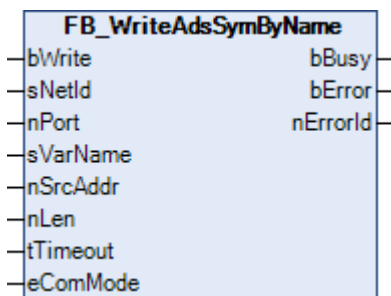 FB_WriteAdsSymByName
bWrite bBusy
sNetId bError
nPort nErrorId
sVarName
nSrcAddr
nLen
tTimeout
eComMode